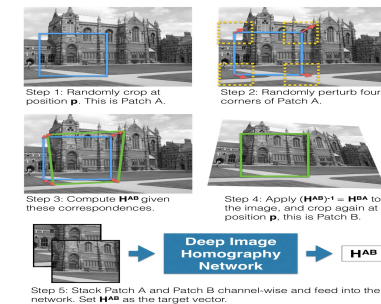 Step 1: Randomly crop at
position p. This is Patch A.
Step 2: Randomly perturb four
corners of Patch A.
Step 3: Compute Hᴬᴮ given
these correspondences.
Step 4: Apply (Hᴬᴮ)⁻¹ = Hᴮᴬ to
the image, and crop again at
position p, this is Patch B.
Deep Image
Homography
Network
Hᴬᴮ
Step 5: Stack Patch A and Patch B channel-wise and feed into the
network. Set Hᴬᴮ as the target vector.